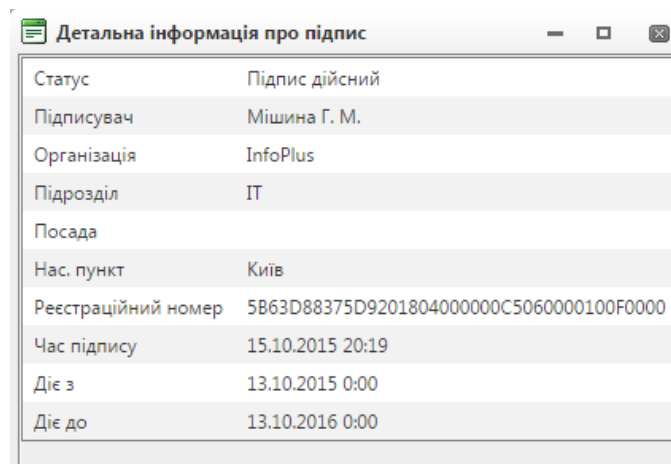 Детальна інформація про підпис
Статус Підпис дійсний
Підписувач Мішина Г. М.
Організація InfoPlus
Підрозділ IT
Посада
Нас. пункт Київ
Реєстраційний номер 5B63D88375D9201804000000C5060000100F0000
Час підпису 15.10.2015 20:19
Діє з 13.10.2015 0:00
Діє до 13.10.2016 0:00